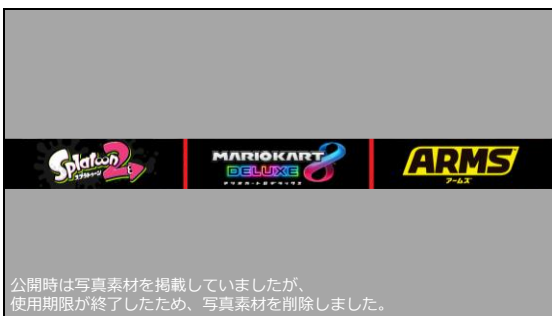 Splatoon2
スプラトゥーン
MARIOKART 8
DELUXE
マリオカート8 デラックス
ARMS
アームズ
公開時は写真素材を掲載していましたが、
使用期限が終了したため、写真素材を削除しました。